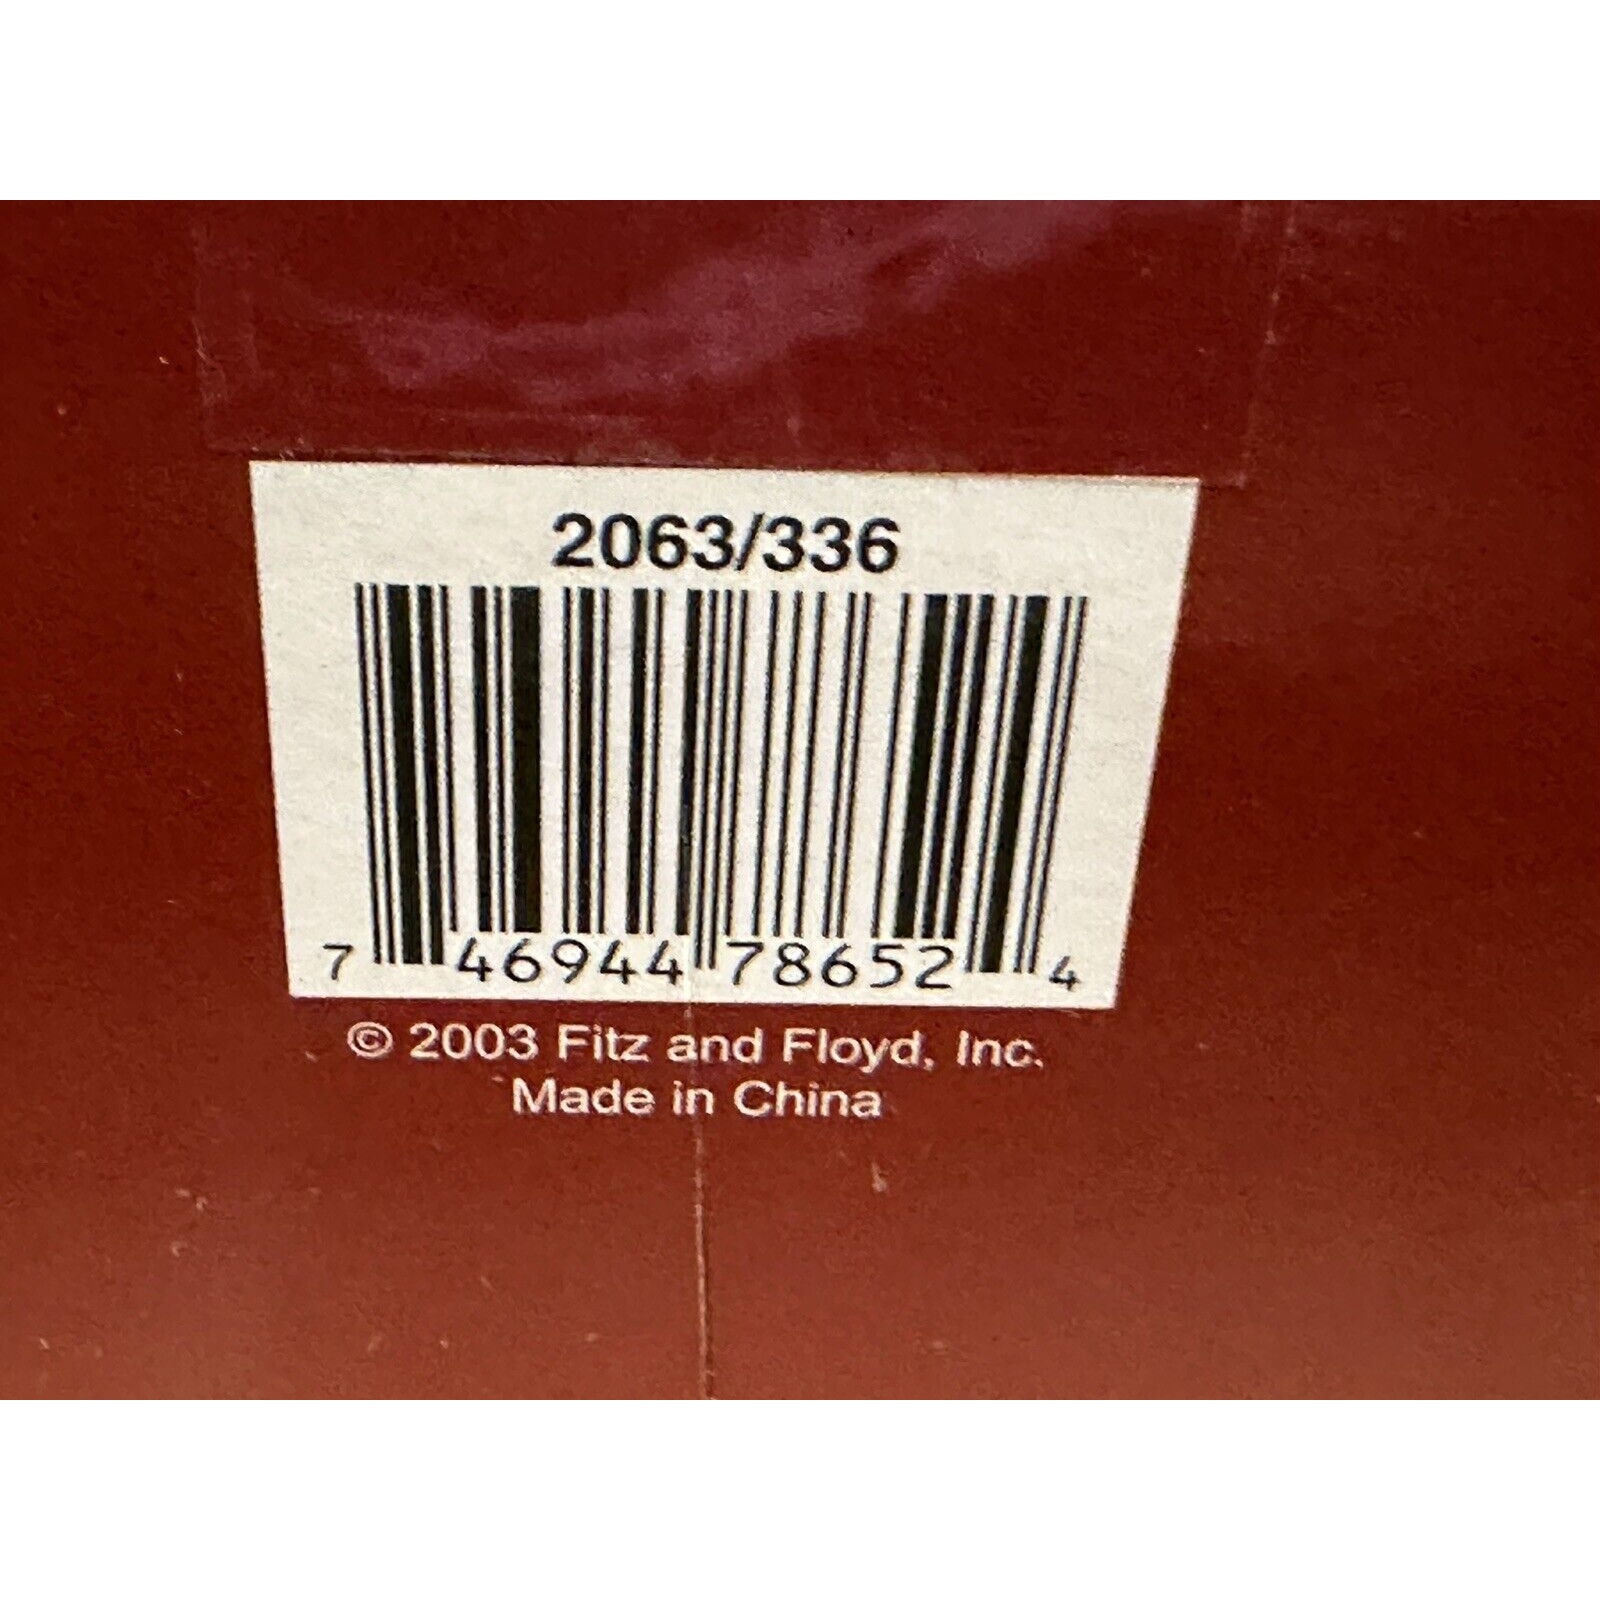 2063/336
7 46944 78652 4
© 2003 Fitz and Floyd, Inc.
Made in China